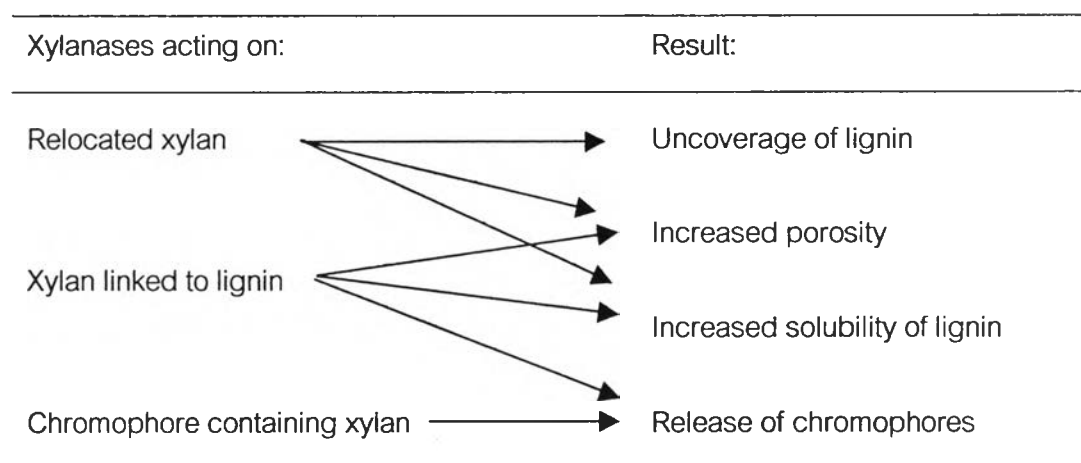 Xylanases acting on: Result:
Relocated xylan Uncoverage of lignin
Increased porosity
Xylan linked to lignin
Increased solubility of lignin
Chromophore containing xylan Release of chromophores